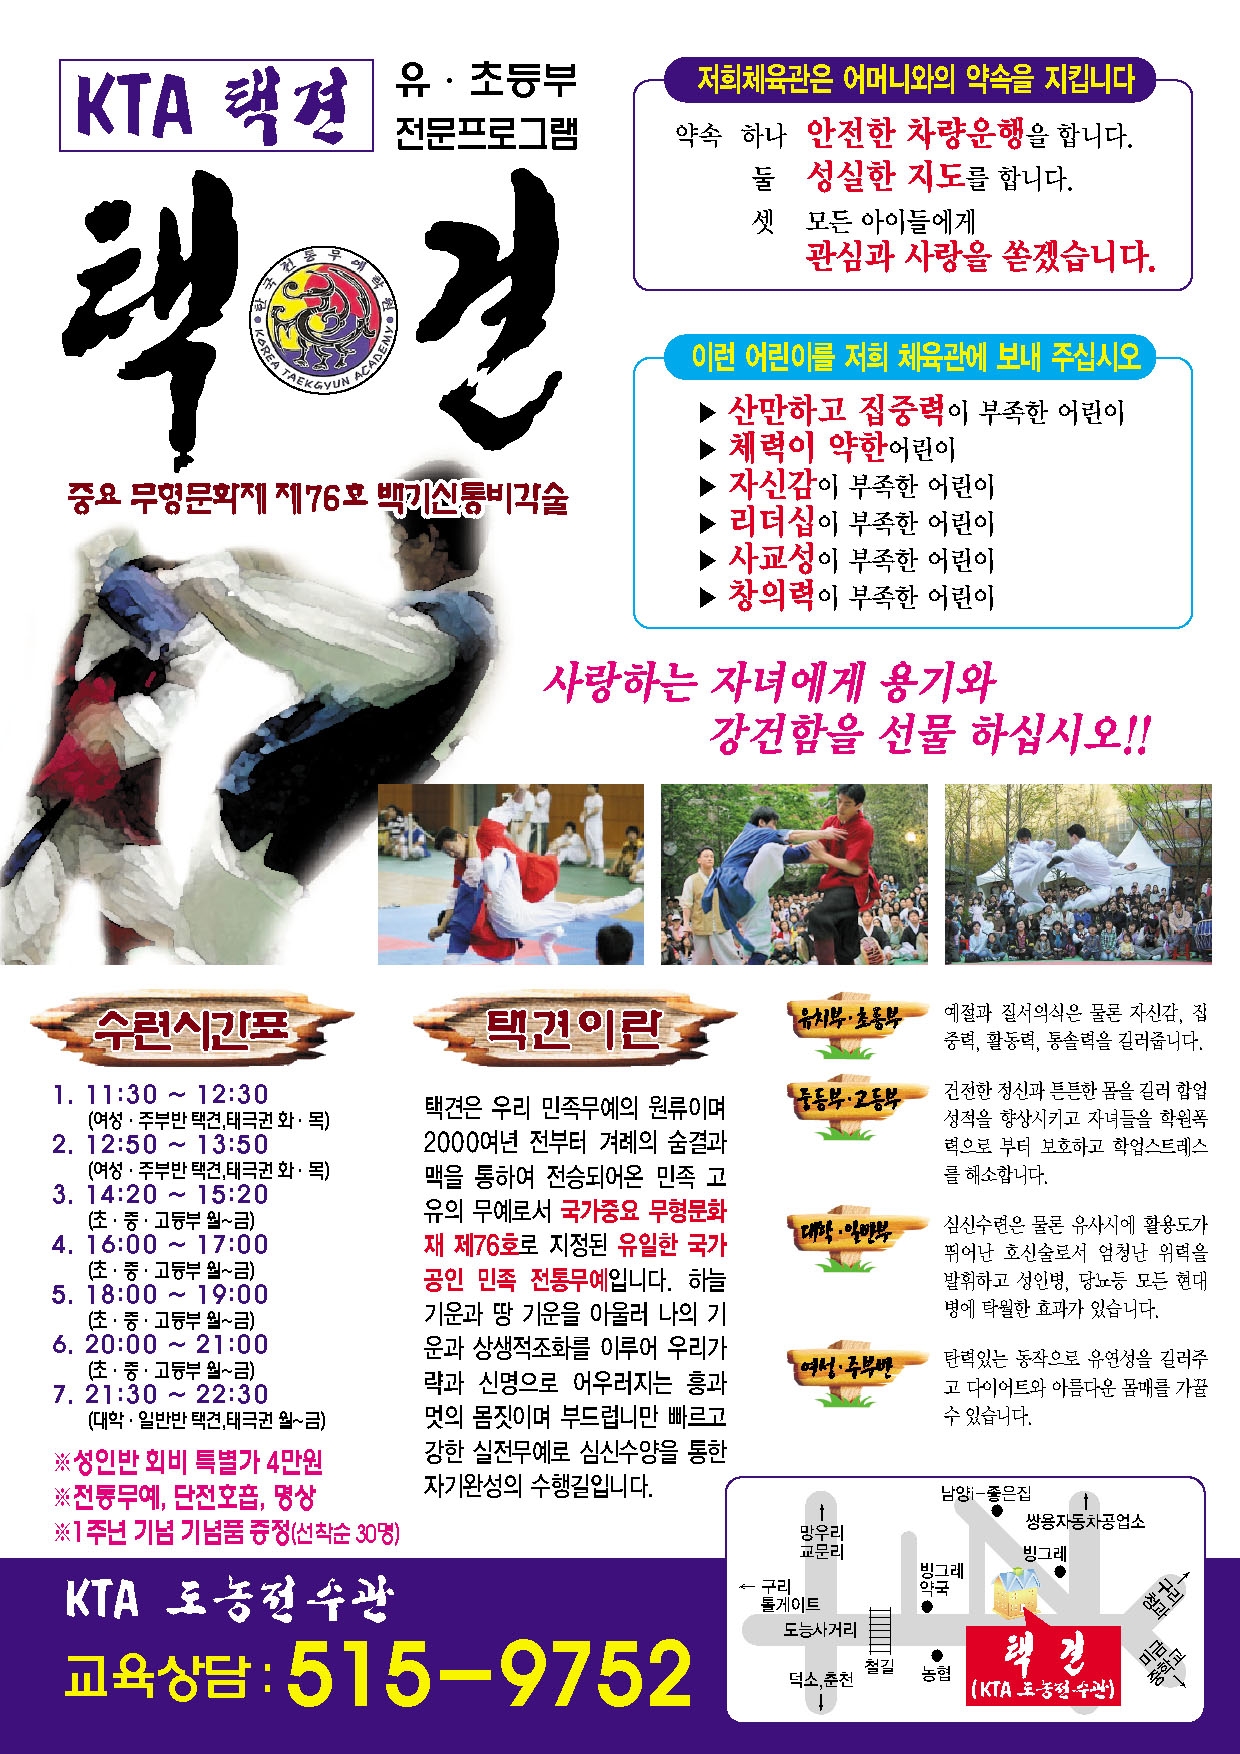 KTA 택견
유 · 초등부
전문프로그램
택견
한국전통무예학원
KOREA TAEKGYUN ACADEMY
중요 무형문화제 제76호 백기신통비각술
저희체육관은 어머니와의 약속을 지킵니다
약속 하나 안전한 차량운행을 합니다.
둘 성실한 지도를 합니다.
셋 모든 아이들에게
관심과 사랑을 쏟겠습니다.
이런 어린이를 저희 체육관에 보내 주십시오
▶ 산만하고 집중력이 부족한 어린이
▶ 체력이 약한어린이
▶ 자신감이 부족한 어린이
▶ 리더십이 부족한 어린이
▶ 사교성이 부족한 어린이
▶ 창의력이 부족한 어린이
사랑하는 자녀에게 용기와
강건함을 선물 하십시오!!
수련시간표
1. 11:30 ~ 12:30
(여성 · 주부반 택견,태극권 화 · 목)
2. 12:50 ~ 13:50
(여성 · 주부반 택견,태극권 화 · 목)
3. 14:20 ~ 15:20
(초 · 중 · 고등부 월~금)
4. 16:00 ~ 17:00
(초 · 중 · 고등부 월~금)
5. 18:00 ~ 19:00
(초 · 중 · 고등부 월~금)
6. 20:00 ~ 21:00
(초 · 중 · 고등부 월~금)
7. 21:30 ~ 22:30
(대학 · 일반반 택견,태극권 월~금)
※성인반 회비 특별가 4만원
※전통무예, 단전호흡, 명상
※1주년 기념 기념품 증정(선착순 30명)
택견이란
택견은 우리 민족무예의 원류이며
2000여년 전부터 겨레의 숨결과
맥을 통하여 전승되어온 민족 고
유의 무예로서 국가중요 무형문화
재 제76호로 지정된 유일한 국가
공인 민족 전통무예입니다. 하늘
기운과 땅 기운을 아울러 나의 기
운과 상생적조화를 이루어 우리가
락과 신명으로 어우러지는 흥과
멋의 몸짓이며 부드럽니만 빠르고
강한 실전무예로 심신수양을 통한
자기완성의 수행길입니다.
유치부·초등부
예절과 질서의식은 물론 자신감, 집
중력, 활동력, 통솔력을 길러줍니다.
중등부·고등부
건전한 정신과 튼튼한 몸을 길러 합업
성적을 향상시키고 자녀들을 학원폭
력으로 부터 보호하고 학업스트레스
를 해소합니다.
대학·일반부
심신수련은 물론 유사시에 활용도가
뛰어난 호신술로서 엄청난 위력을
발휘하고 성인병, 당뇨등 모든 현대
병에 탁월한 효과가 있습니다.
여성·주부반
탄력있는 동작으로 유연성을 길러주
고 다이어트와 아름다운 몸매를 가꿀
수 있습니다.
KTA 도농전수관
교육상담 : 515-9752
남양i-좋은집
쌍용자동차공업소
↑
망우리
교문리
빙그레
빙그레
약국
← 구리
톨게이트
도능사거리
철길
농협
덕소,춘천
↓
구리
청과
금곡
미금중학교
택견
(KTA 도농전수관)